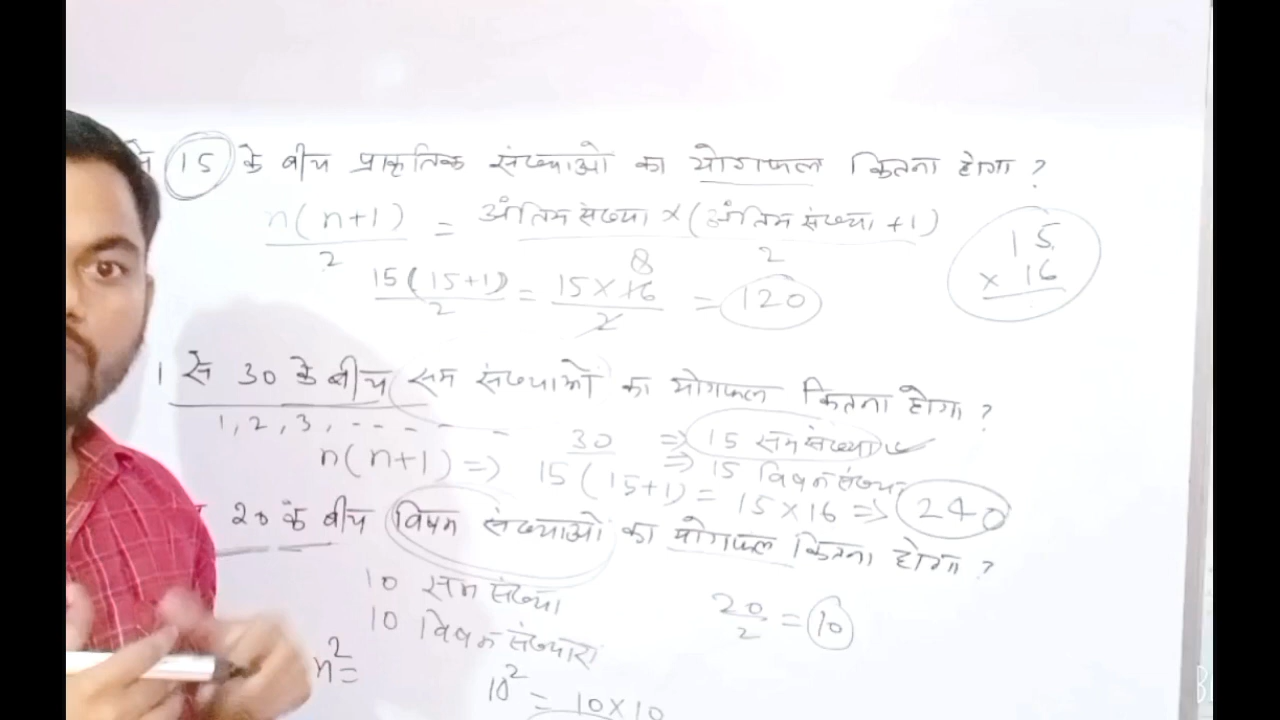 से 15 के बीच प्राकृतिक संख्याओं का योगफल कितना होगा ?
n(n+1)/2 = अंतिम संख्या × (अंतिम संख्या +1)/2
15(15+1)/2 = 15×16/2 = 120
8
15
× 16
1 से 30 के बीच सम संख्याओं का योगफल कितना होगा ?
1, 2, 3, - - - - -
30 => 15 सम संख्या
=> 15 विषम संख्या
n(n+1) => 15(15+1) = 15×16 => 240
20 के बीच विषम संख्याओं का योगफल कितना होगा ?
10 सम संख्या
10 विषम संख्याएं
20/2 = 10
n² =
10² = 10×10